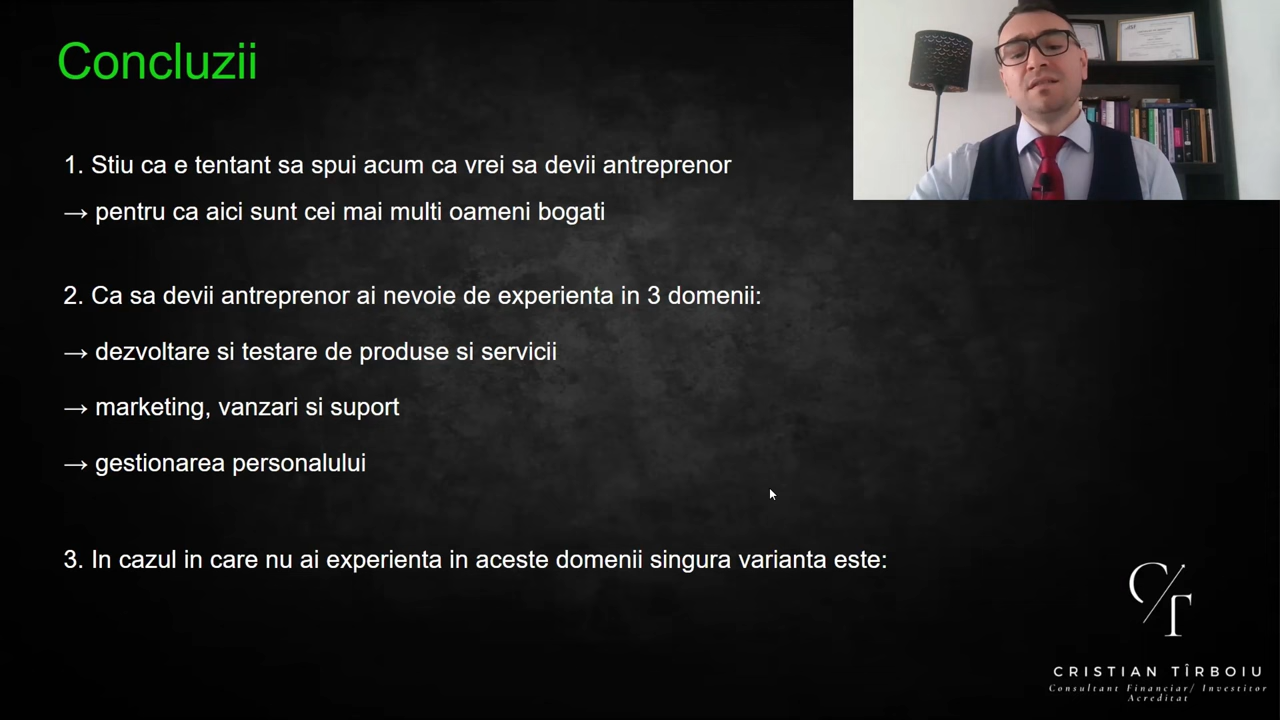 Concluzii
1. Stiu ca e tentant sa spui acum ca vrei sa devii antreprenor
→ pentru ca aici sunt cei mai multi oameni bogati
2. Ca sa devii antreprenor ai nevoie de experienta in 3 domenii:
→ dezvoltare si testare de produse si servicii
→ marketing, vanzari si suport
→ gestionarea personalului
3. In cazul in care nu ai experienta in aceste domenii singura varianta este:
CT
CRISTIAN TÎRBOIU
Consultant Financiar/ Investitor
Acreditat